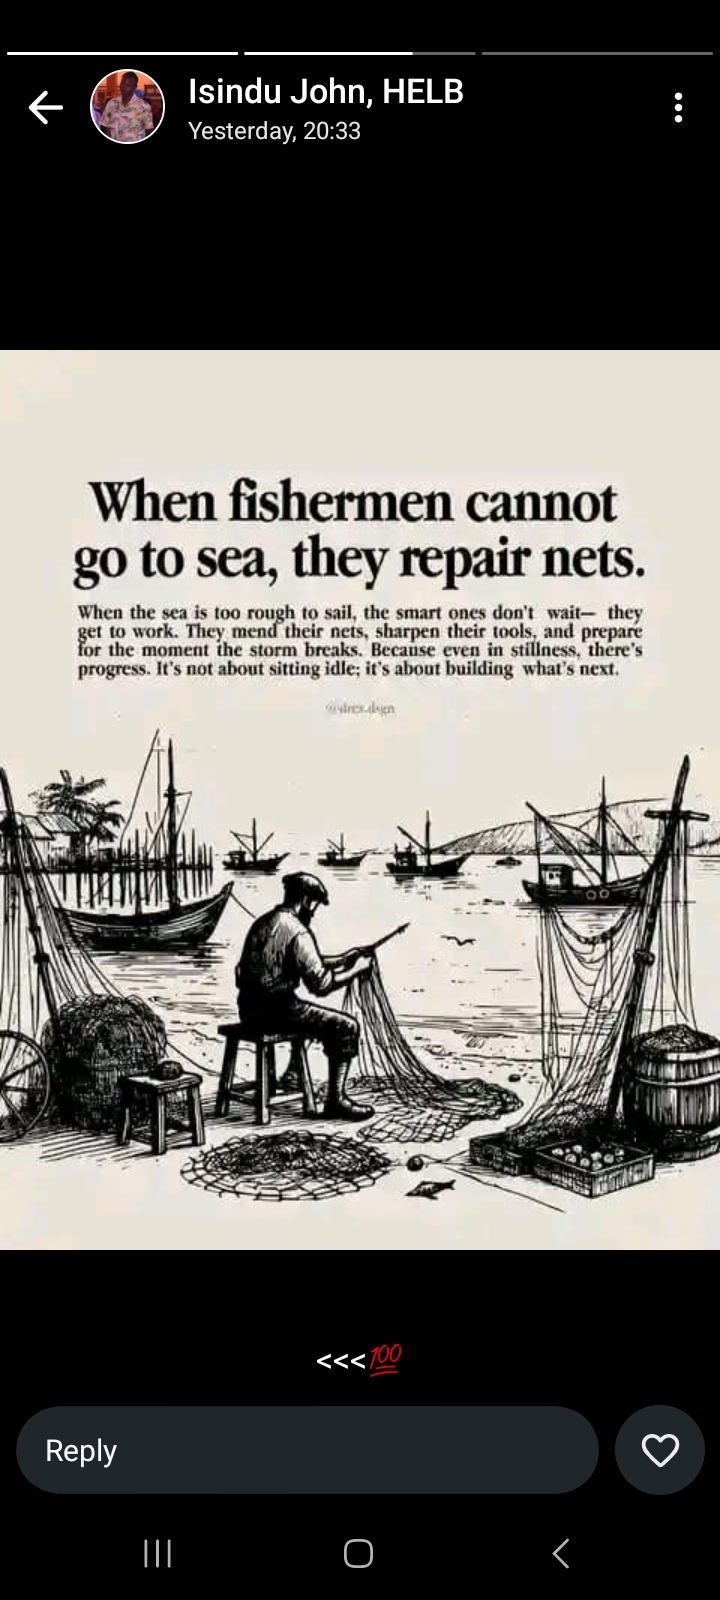 Isindu John, HELB
Yesterday, 20:33
When fishermen cannot
go to sea, they repair nets.
When the sea is too rough to sail, the smart ones don't wait— they
get to work. They mend their nets, sharpen their tools, and prepare
for the moment the storm breaks. Because even in stillness, there's
progress. It's not about sitting idle; it's about building what's next.
<<<💯
Reply